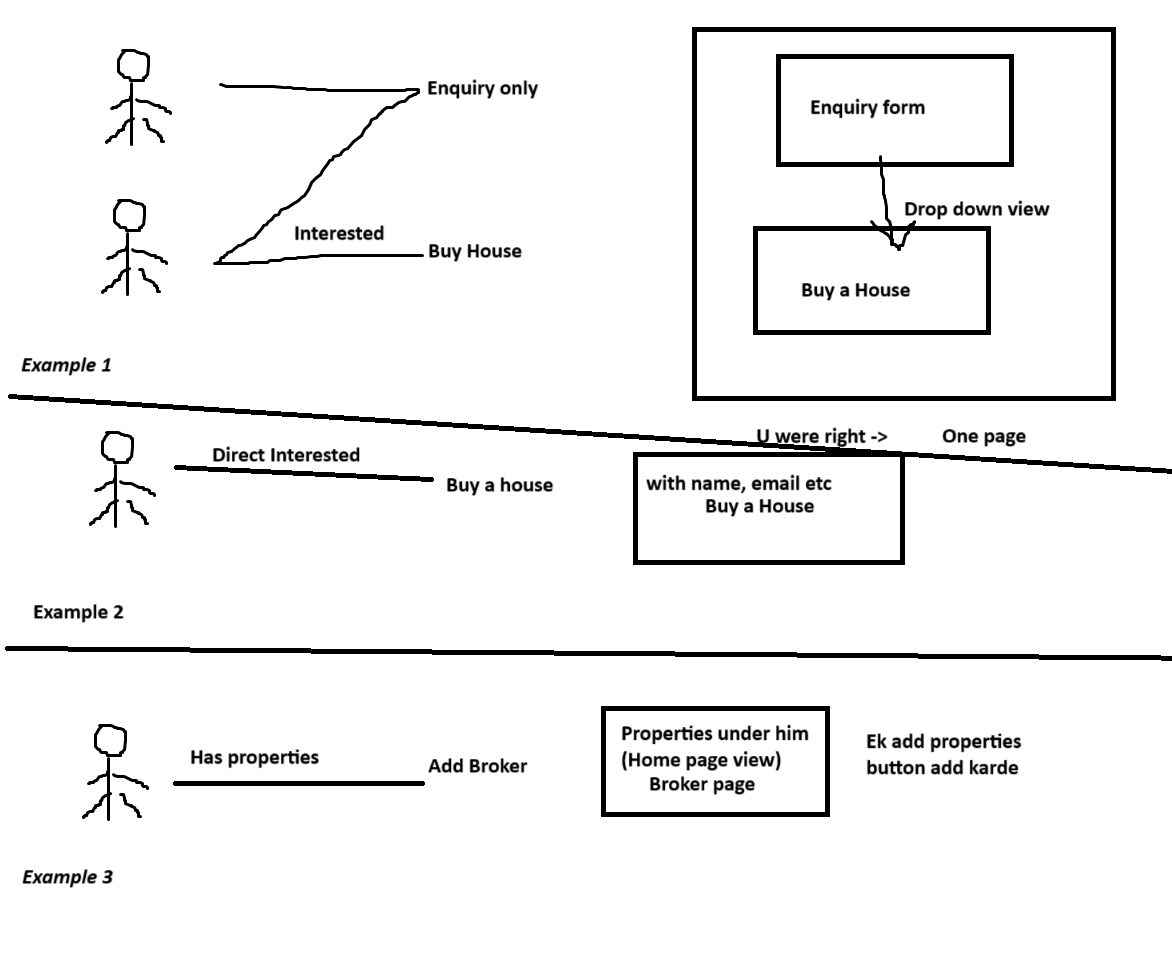 Enquiry only
Enquiry form
Drop down view
Interested
Buy House
Buy a House
Example 1
U were right -> One page
Direct Interested
Buy a house
with name, email etc
Buy a House
Example 2
Has properties
Add Broker
Properties under him
(Home page view)
Broker page
Ek add properties
button add karde
Example 3